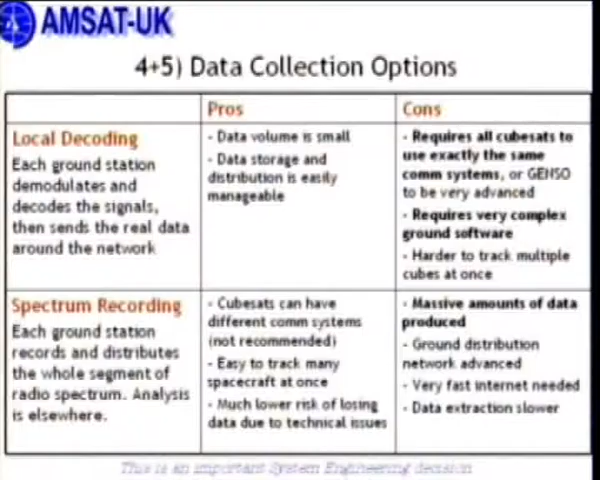 AMSAT-UK
4+5) Data Collection Options
Pros
Cons
Local Decoding
Each ground station
demodulates and
decodes the signals,
then sends the real data
around the network
- Data volume is small
- Data storage and
distribution is easily
manageable
- Requires all cubesats to
use exactly the same
comm systems, or GENSO
to be very advanced
- Requires very complex
ground software
- Harder to track multiple
cubes at once
Spectrum Recording
Each ground station
records and distributes
the whole segment of
radio spectrum. Analysis
is elsewhere.
- Cubesats can have
different comm systems
(not recommended)
- Easy to track many
spacecraft at once
- Much lower risk of losing
data due to technical issues
- Massive amounts of data
produced
- Ground distribution
network advanced
- Very fast internet needed
- Data extraction slower
This is an important System Engineering decision